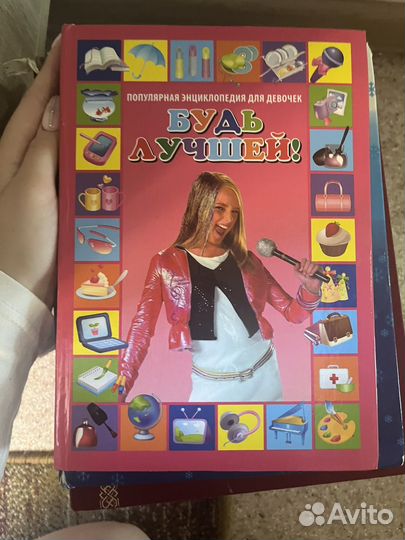 ПОПУЛЯРНАЯ ЭНЦИКЛОПЕДИЯ ДЛЯ ДЕВОЧЕК
БУДЬ
ЛУЧШЕЙ!
Avito